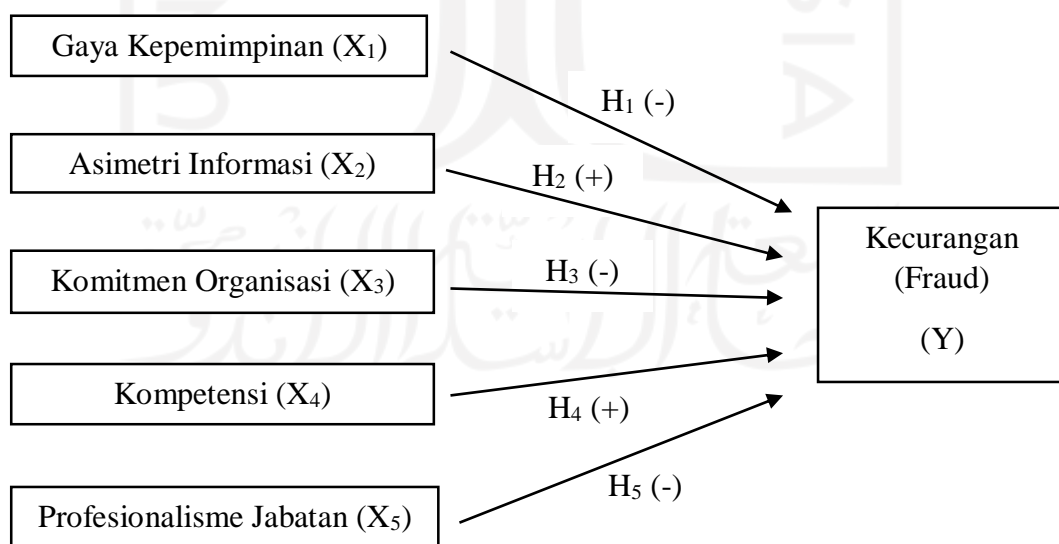 Gaya Kepemimpinan (X₁)
H₁ (-)
Asimetri Informasi (X₂)
H₂ (+)
Komitmen Organisasi (X₃)
H₃ (-)
Kompetensi (X₄)
H₄ (+)
Profesionalisme Jabatan (X₅)
H₅ (-)
Kecurangan
(Fraud)
(Y)